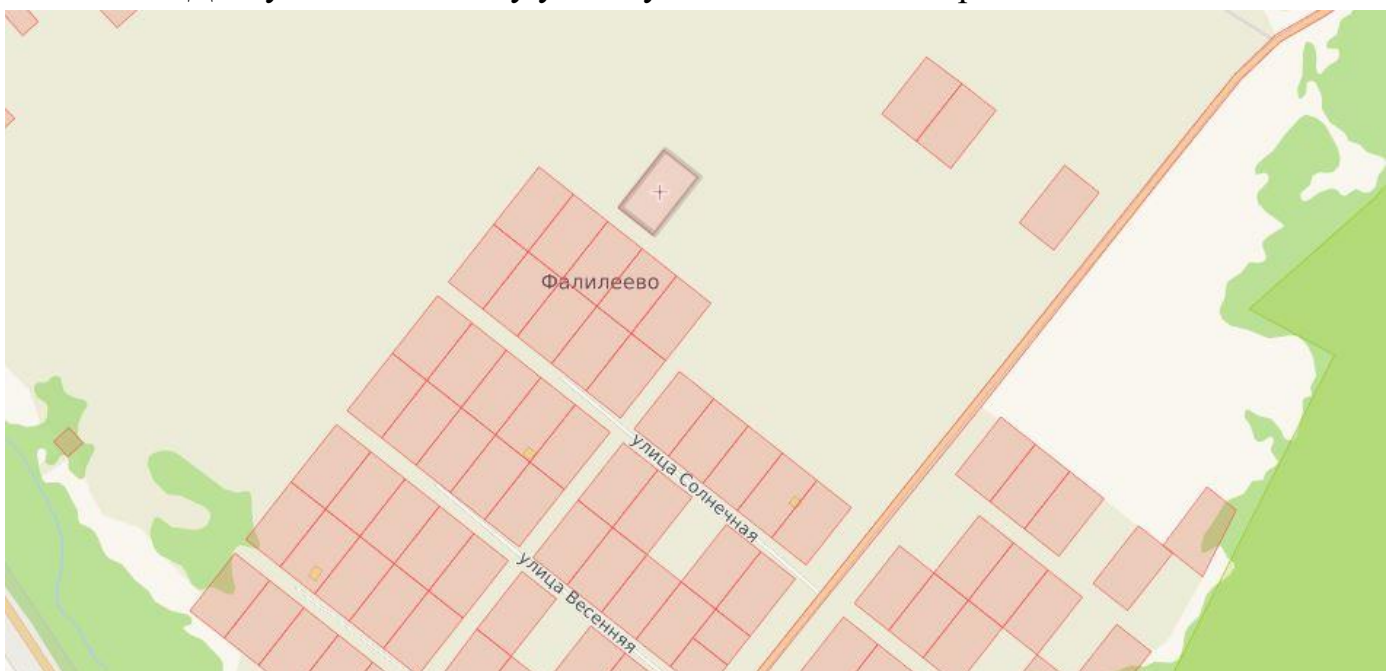 Фалилеево
улица Солнечная
улица Весенняя